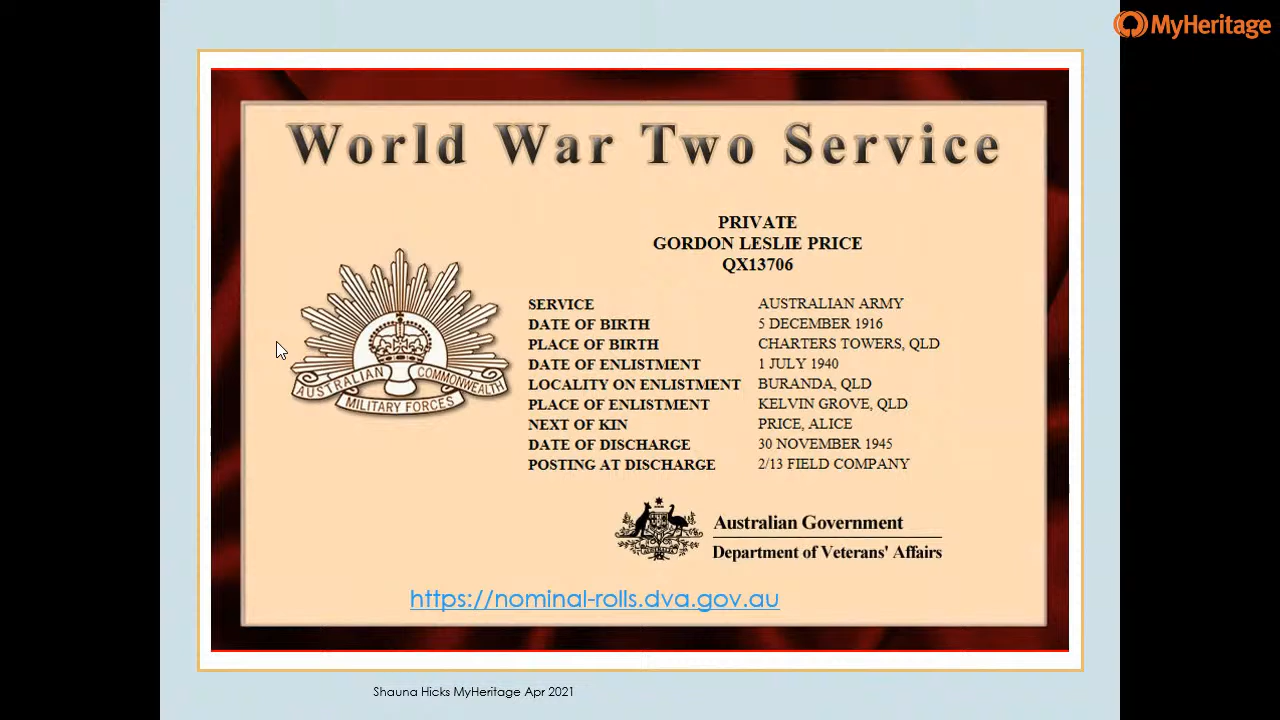 MyHeritage
World War Two Service
PRIVATE
GORDON LESLIE PRICE
QX13706
AUSTRALIAN COMMONWEALTH
MILITARY FORCES
SERVICE AUSTRALIAN ARMY
DATE OF BIRTH 5 DECEMBER 1916
PLACE OF BIRTH CHARTERS TOWERS, QLD
DATE OF ENLISTMENT 1 JULY 1940
LOCALITY ON ENLISTMENT BURANDA, QLD
PLACE OF ENLISTMENT KELVIN GROVE, QLD
NEXT OF KIN PRICE, ALICE
DATE OF DISCHARGE 30 NOVEMBER 1945
POSTING AT DISCHARGE 2/13 FIELD COMPANY
Australian Government
Department of Veterans' Affairs
https://nominal-rolls.dva.gov.au
Shauna Hicks MyHeritage Apr 2021